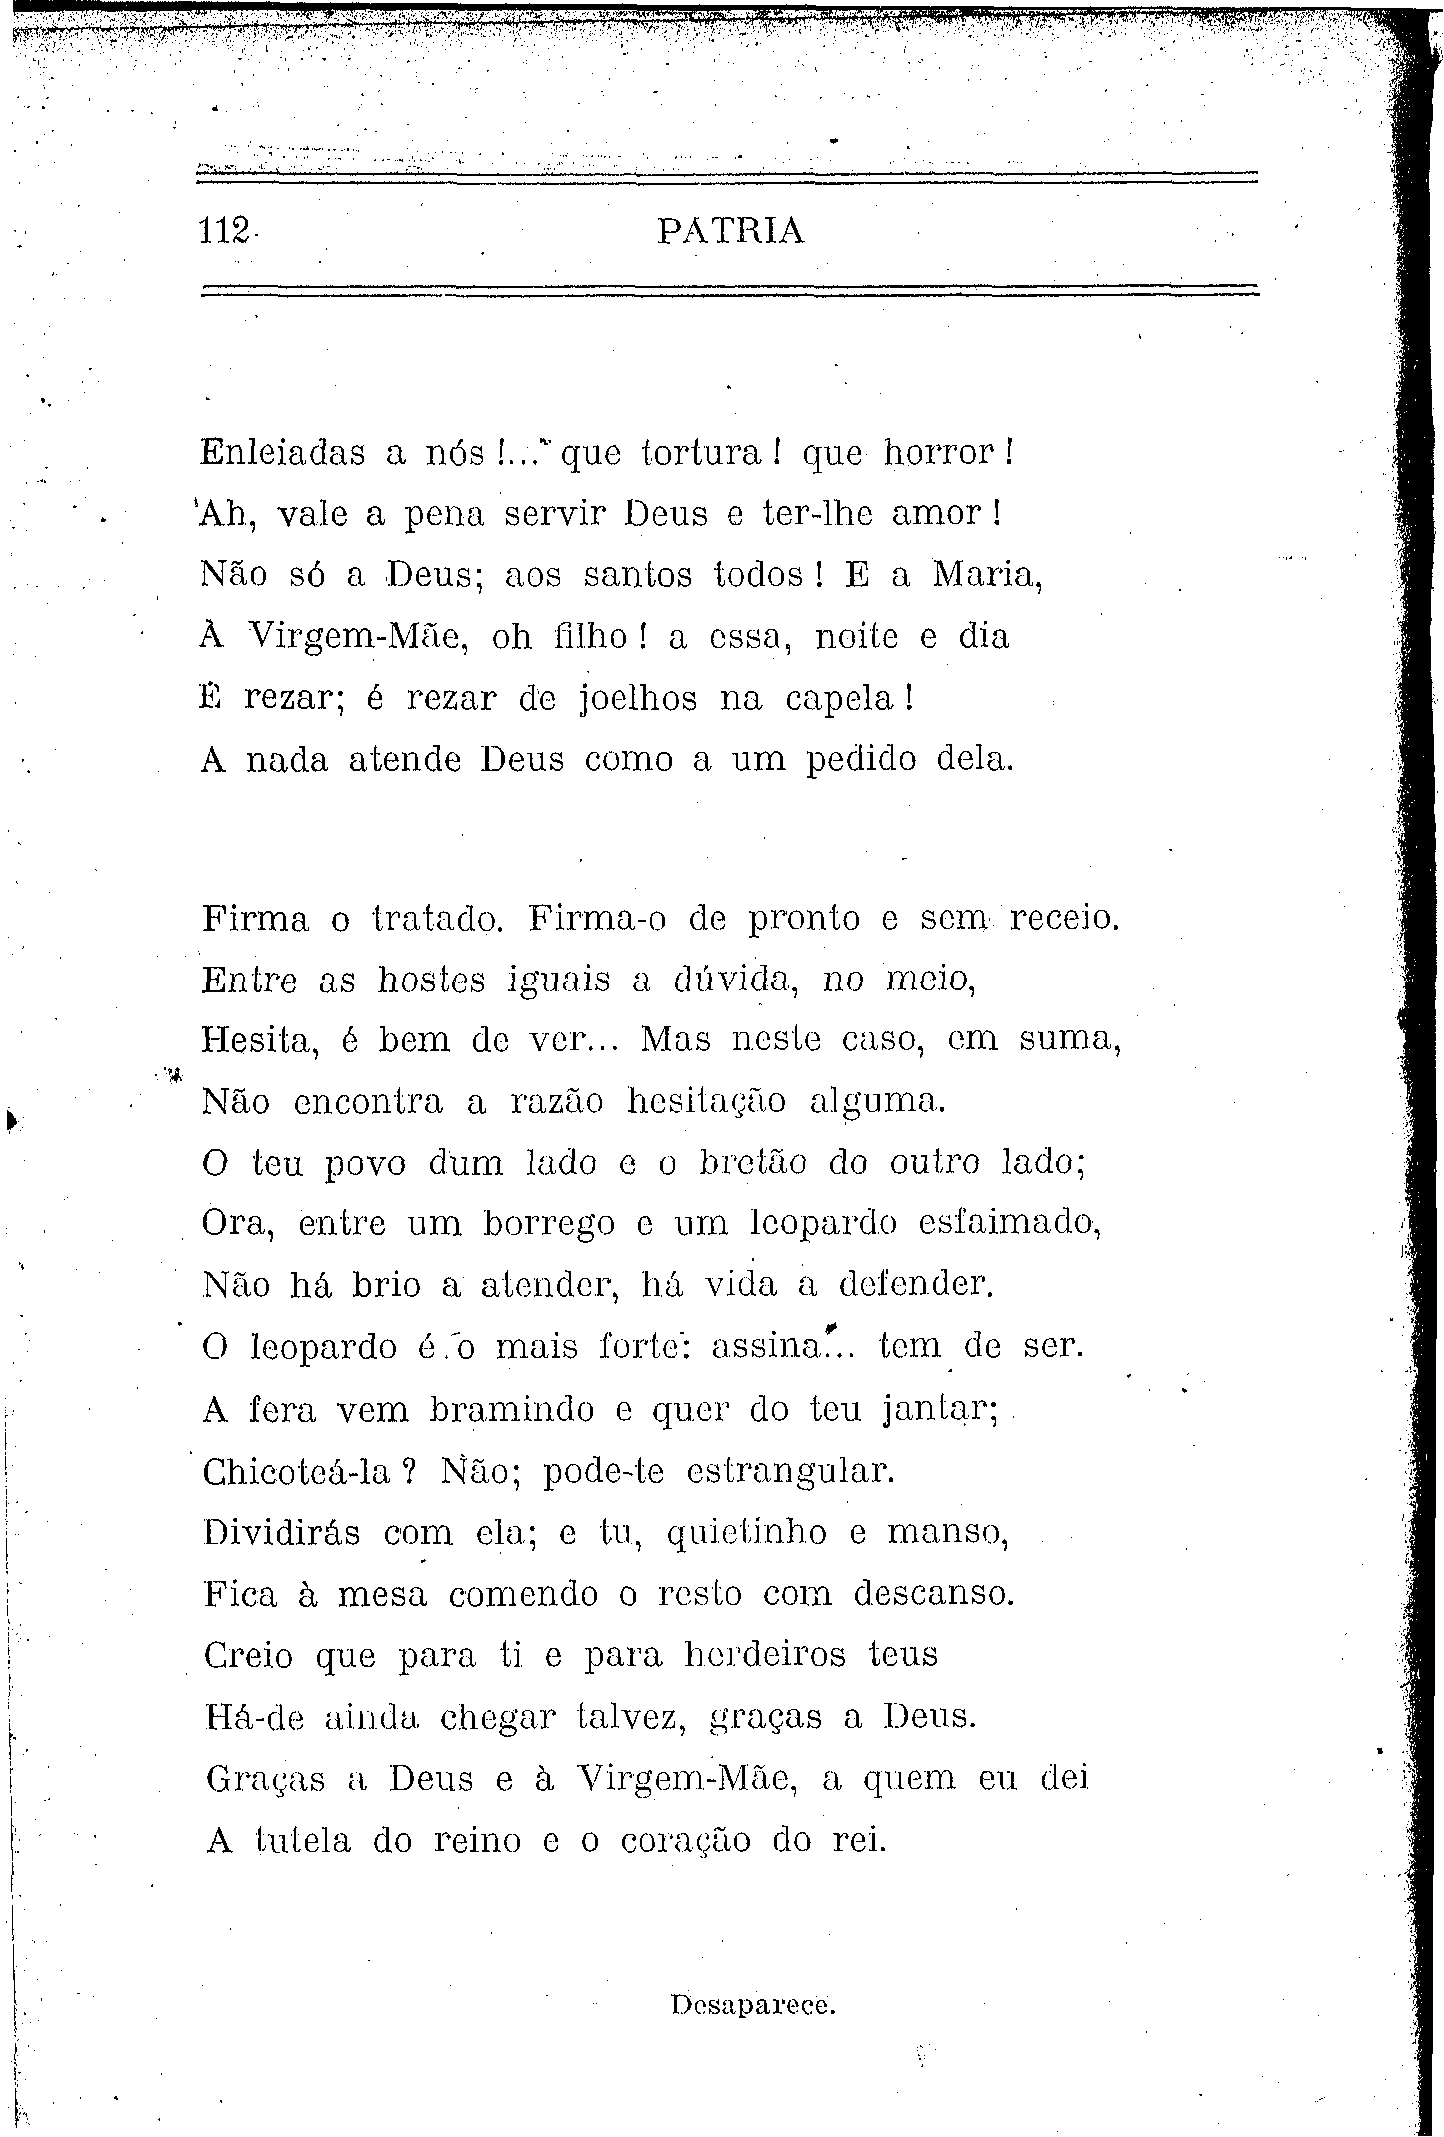 112
PATRIA
Enleiadas a nós!... que tortura! que horror!
Ah, vale a pena servir Deus e ter-lhe amor!
Não só a Deus; aos santos todos! E a Maria,
À Virgem-Mãe, oh filho! a essa, noite e dia
É rezar; é rezar de joelhos na capela!
A nada atende Deus como a um pedido dela.
Firma o tratado. Firma-o de pronto e sem receio.
Entre as hostes iguais a dúvida, no meio,
Hesita, é bem de ver... Mas neste caso, em suma,
Não encontra a razão hesitação alguma.
O teu povo dum lado e o bretão do outro lado;
Ora, entre um borrego e um leopardo esfaimado,
Não há brio a atender, há vida a defender.
O leopardo é o mais forte: assina... tem de ser.
A fera vem bramindo e quer do teu jantar;
Chicoteá-la? Não; pode-te estrangular.
Dividirás com ela; e tu, quietinho e manso,
Fica à mesa comendo o resto com descanso.
Creio que para ti e para herdeiros teus
Há-de ainda chegar talvez, graças a Deus.
Graças a Deus e à Virgem-Mãe, a quem eu dei
A tutela do reino e o coração do rei.
Desaparece.